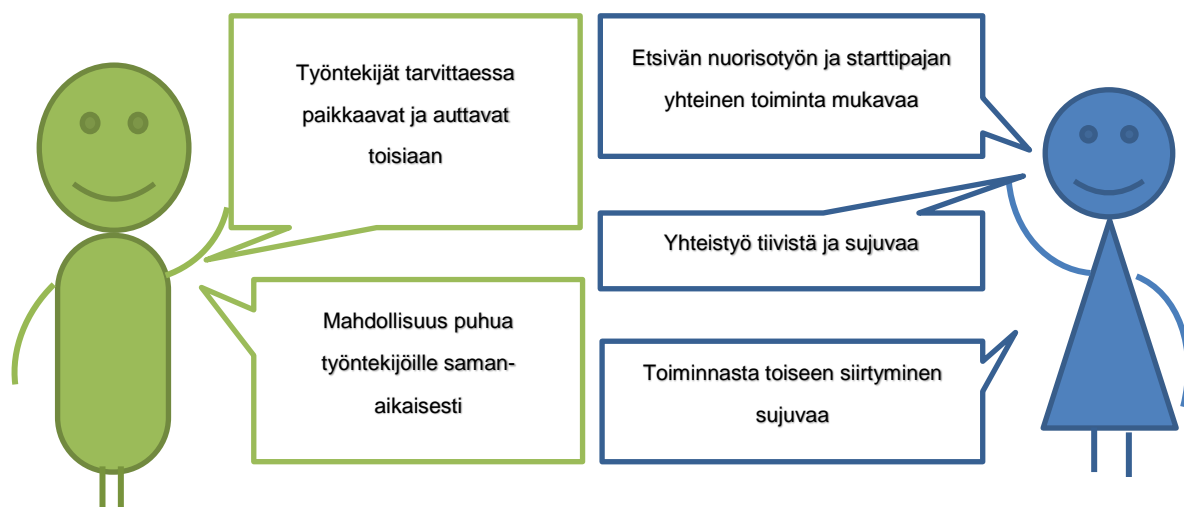 Työntekijät tarvittaessa
paikkaavat ja auttavat
toisiaan
Mahdollisuus puhua
työntekijöille saman-
aikaisesti
Etsivän nuorisotyön ja starttipajan
yhteinen toiminta mukavaa
Yhteistyö tiivistä ja sujuvaa
Toiminnasta toiseen siirtyminen
sujuvaa